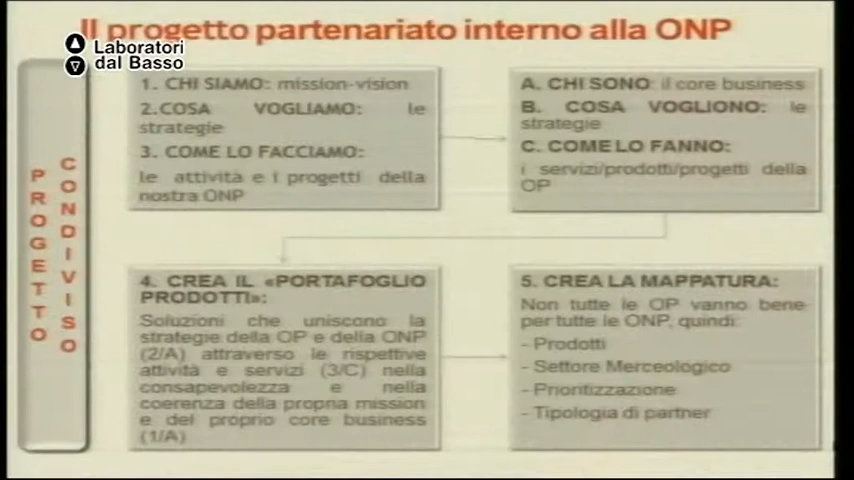 Il progetto partenariato interno alla ONP
Laboratori
dal Basso
PROGETTO
CONDIVISO
1. CHI SIAMO: mission-vision
2.COSA VOGLIAMO: le
strategie
3. COME LO FACCIAMO:
le attività e i progetti della
nostra ONP
A. CHI SONO: il core business
B. COSA VOGLIONO: le
strategie
C. COME LO FANNO:
i servizi/prodotti/progetti della
OP
4. CREA IL «PORTAFOGLIO
PRODOTTI»:
Soluzioni che uniscono la
strategie della OP e della ONP
(2/A) attraverso le rispettive
attività e servizi (3/C) nella
consapevolezza e nella
coerenza della propria mission
e del proprio core business
(1/A)
5. CREA LA MAPPATURA:
Non tutte le OP vanno bene
per tutte le ONP, quindi:
- Prodotti
- Settore Merceologico
- Prioritizzazione
- Tipologia di partner